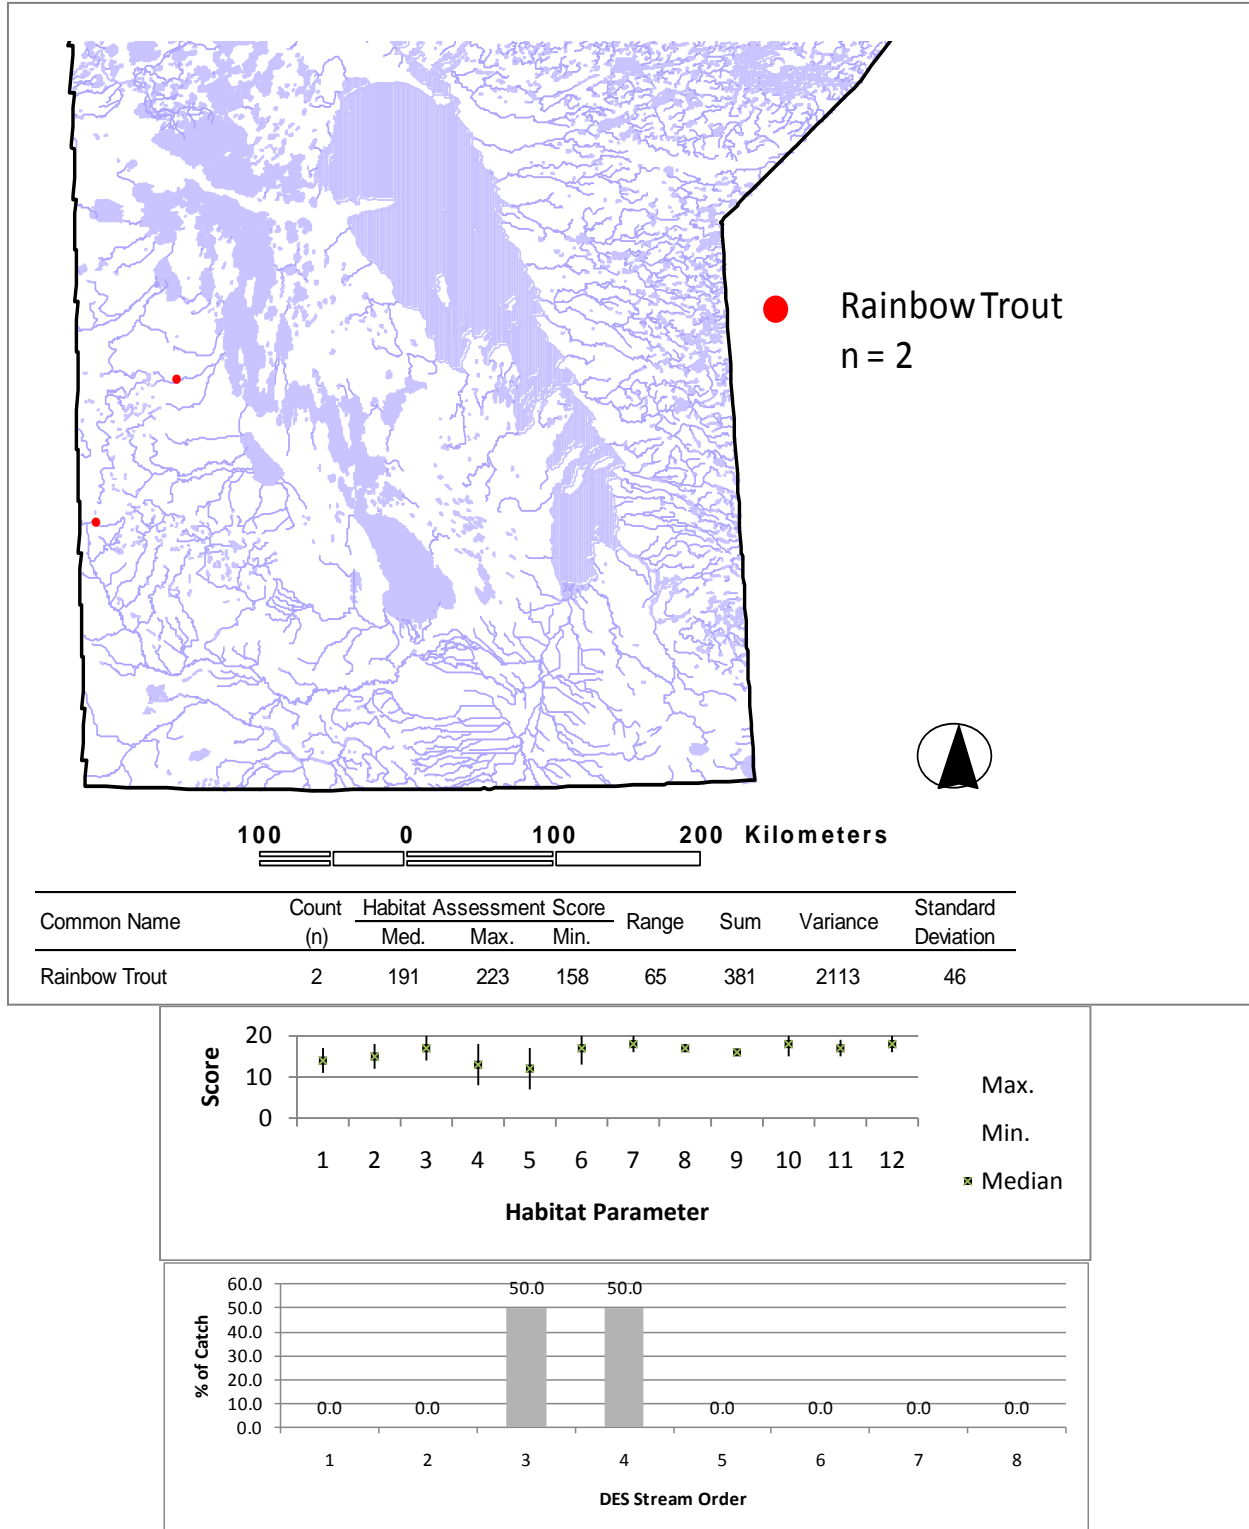 Rainbow Trout
n = 2
100 0 100 200 Kilometers
Common Name Count (n) Habitat Assessment Score Med. Max. Min. Range Sum Variance Standard Deviation
Rainbow Trout 2 191 223 158 65 381 2113 46
20
10
0
Score
1 2 3 4 5 6 7 8 9 10 11 12
Habitat Parameter
Max.
Min.
Median
60.0
50.0
40.0
30.0
20.0
10.0
0.0
% of Catch
0.0 0.0 50.0 50.0 0.0 0.0 0.0 0.0
1 2 3 4 5 6 7 8
DES Stream Order